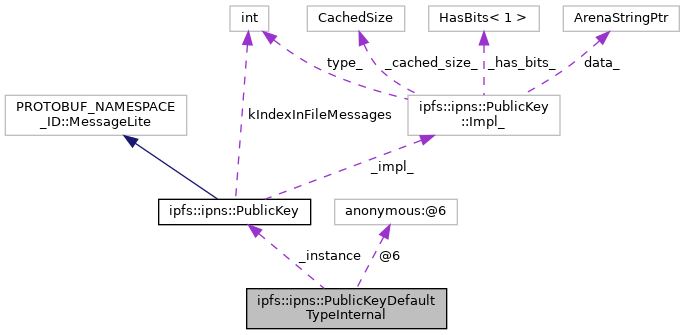 int
CachedSize
HasBits< 1 >
ArenaStringPtr
type_
_cached_size_
_has_bits_
data_
PROTOBUF_NAMESPACE
_ID::MessageLite
kIndexInFileMessages
ipfs::ipns::PublicKey
::Impl_
_impl_
ipfs::ipns::PublicKey
anonymous:@6
_instance
@6
ipfs::ipns::PublicKeyDefault
TypeInternal